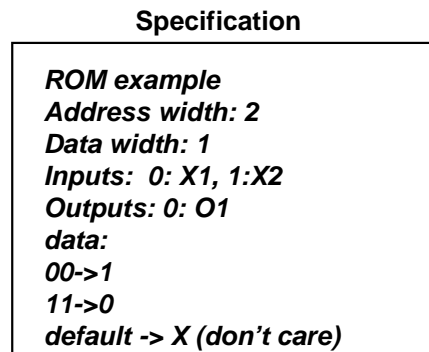 Specification
ROM example
Address width: 2
Data width: 1
Inputs:  0: X1, 1:X2
Outputs: 0: O1
data:
00->1
11->0
default -> X (don't care)